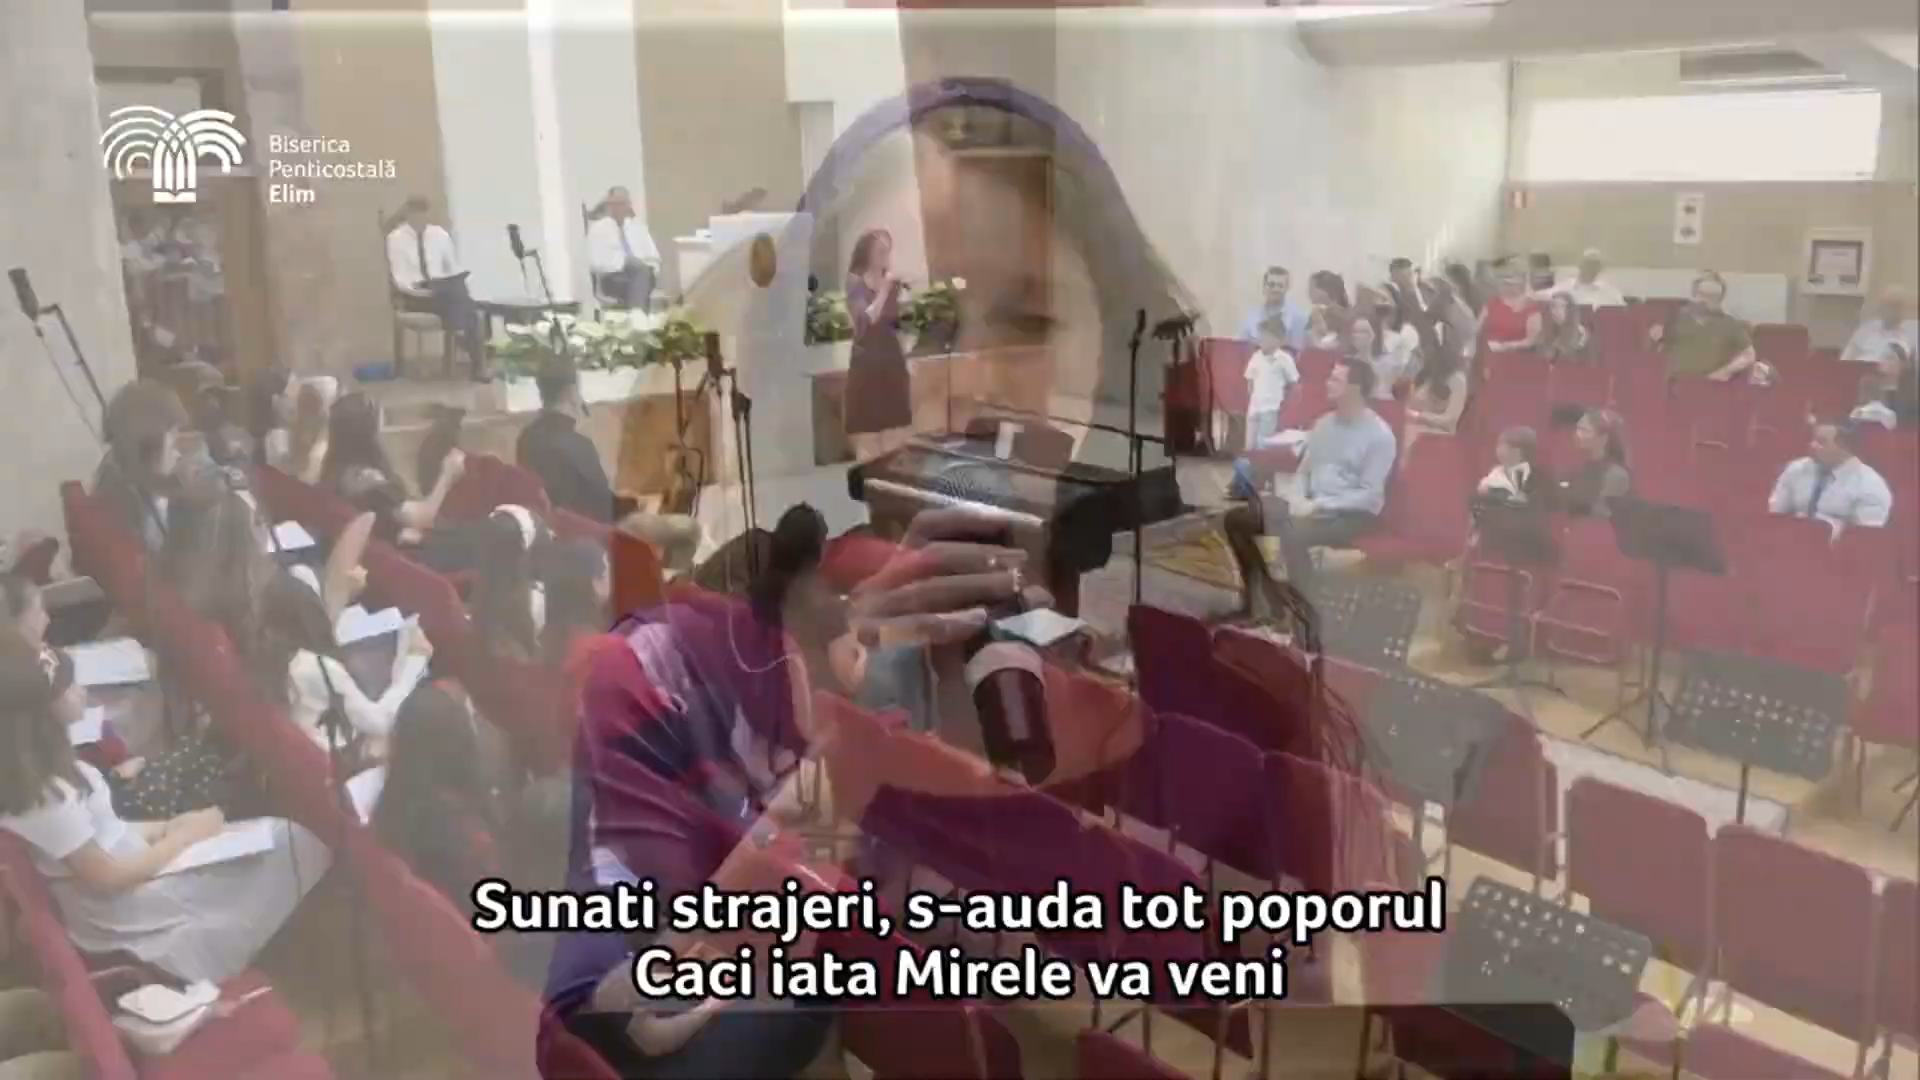 Biserica
Penticostală
Elim
Sunati strajeri, s-auda tot poporul
Caci iata Mirele va veni